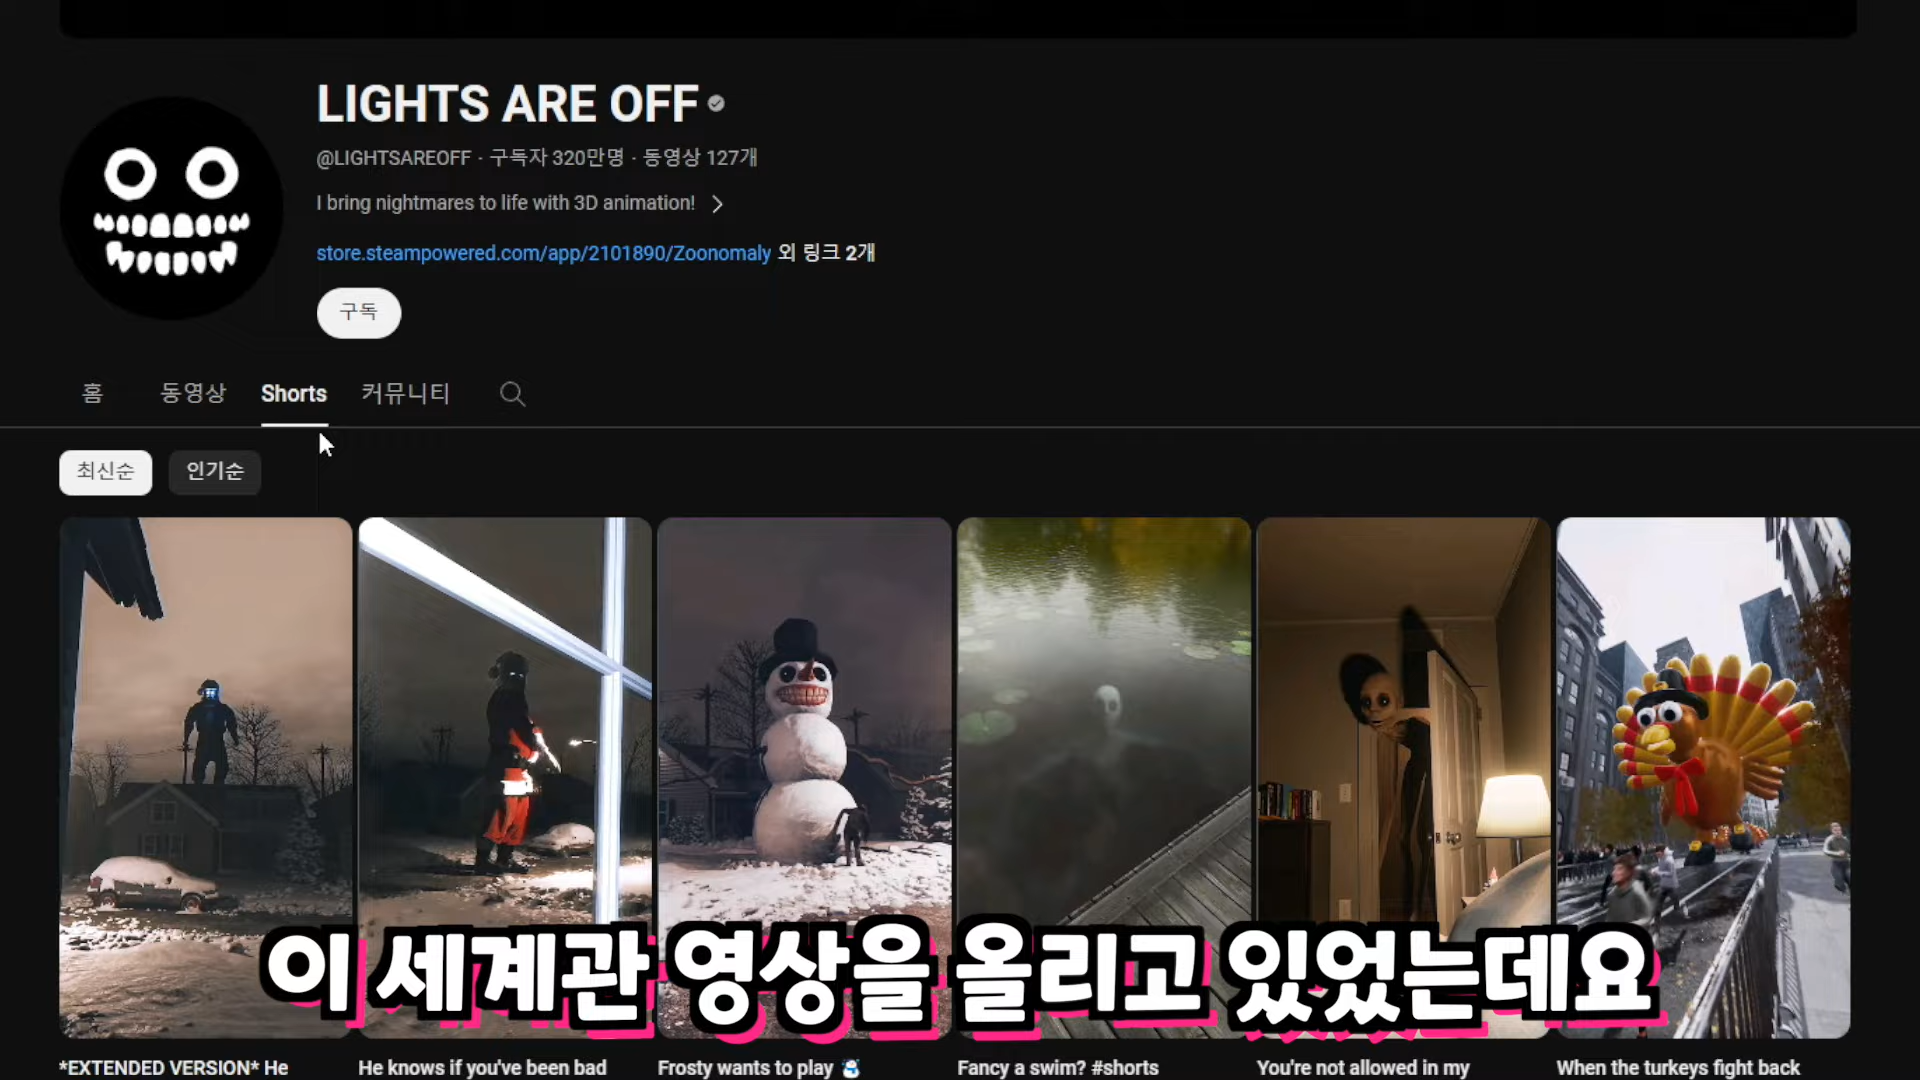 LIGHTS ARE OFF
@LIGHTSAREOFF · 구독자 320만명 · 동영상 127개
I bring nightmares to life with 3D animation!
store.steampowered.com/app/2101890/Zoonomaly 외 링크 2개
구독
홈 동영상 Shorts 커뮤니티
최신순 인기순
이 세계관 영상을 올리고 있었는데요
*EXTENDED VERSION* He
He knows if you've been bad
Frosty wants to play ⛄
Fancy a swim? #shorts
You're not allowed in my
When the turkeys fight back